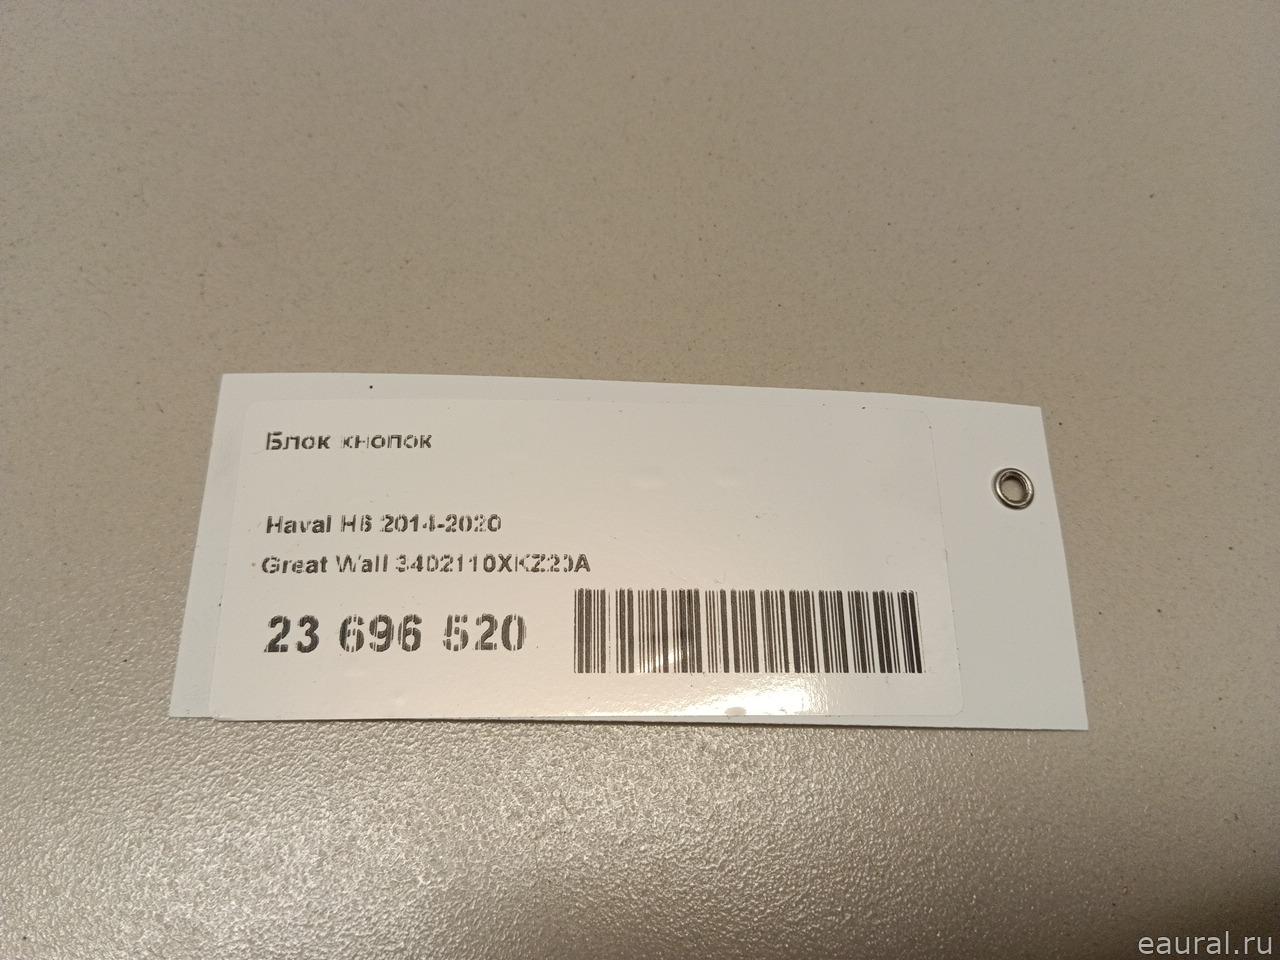 Блок кнопок
Haval H6 2014-2020
Great Wall 3402110XKZ20A
23 696 520
eaural.ru